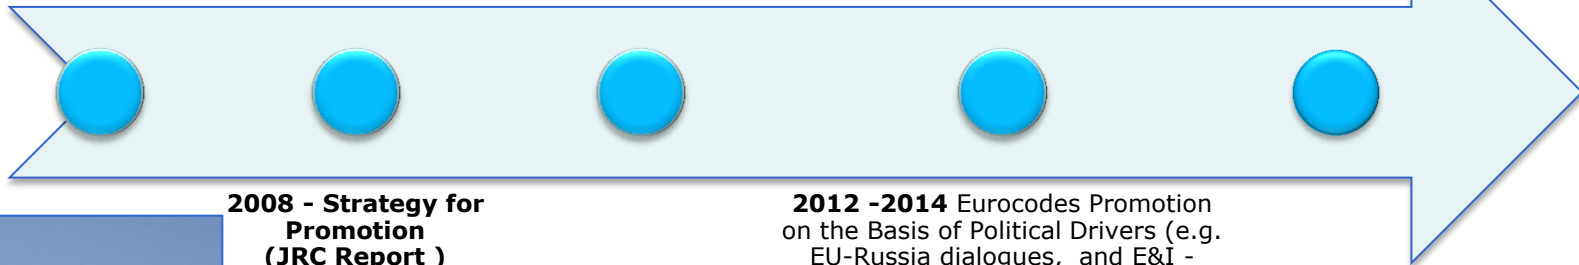 2008 - Strategy for
Promotion
(JRC Report )
2012 -2014 Eurocodes Promotion
on the Basis of Political Drivers (e.g.
EU-Russia dialogues, and E&I -